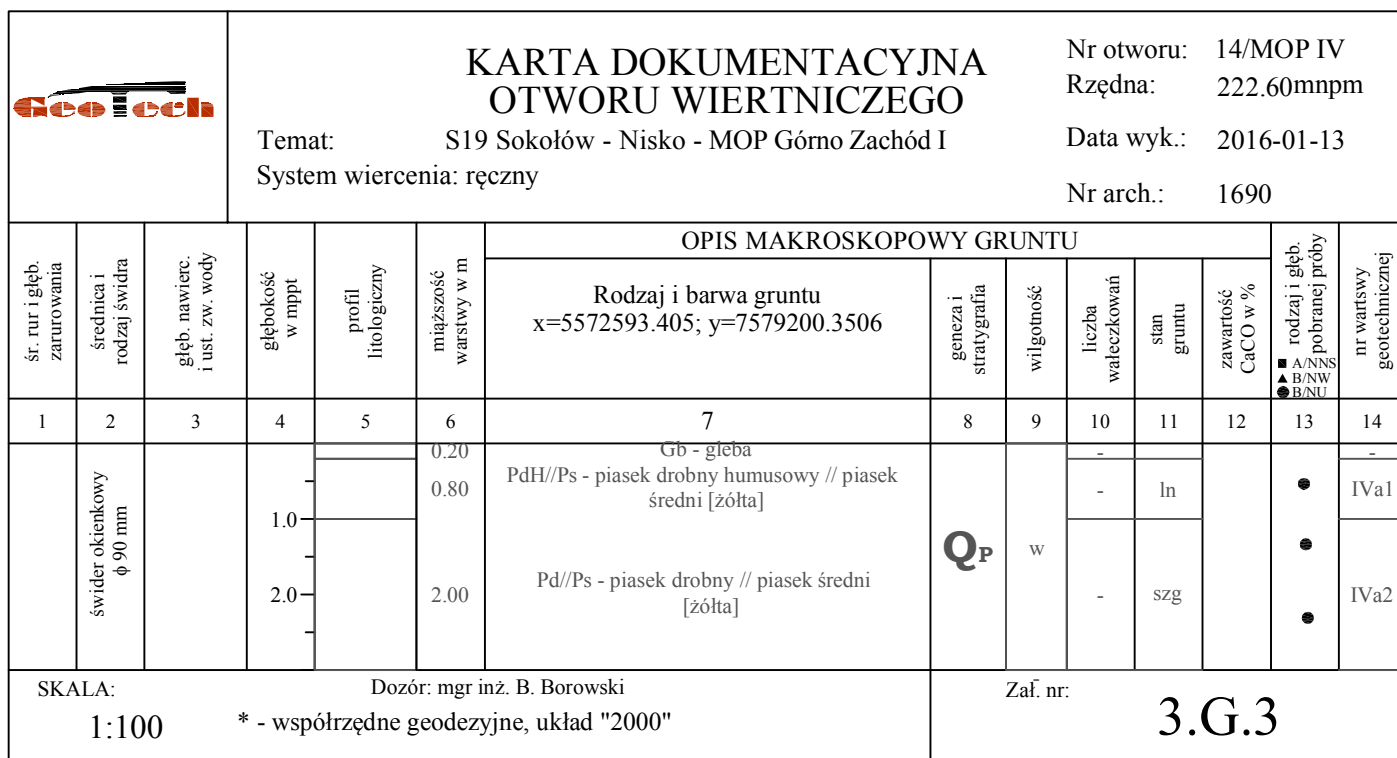 GeoTech
KARTA DOKUMENTACYJNA
OTWORU WIERTNICZEGO
Temat: S19 Sokołów - Nisko - MOP Górno Zachód I
System wiercenia: ręczny
Nr otworu: 14/MOP IV
Rzędna: 222.60mnpm
Data wyk.: 2016-01-13
Nr arch.: 1690
śr. rur i głęb.
zarurowania
średnica i
rodzaj świdra
głęb. nawierc.
i ust. zw. wody
głębokość
w mppt
profil
litologiczny
miąższość
warstwy w m
OPIS MAKROSKOPOWY GRUNTU
Rodzaj i barwa gruntu
x=5572593.405; y=7579200.3506
geneza i
stratygrafia
wilgotność
liczba
wałeczkowań
stan
gruntu
zawartość
CaCO w %
rodzaj i głęb.
pobranej próby
■ A/NNS
▲ B/NW
● B/NU
nr wartswy
geotechnicznej
1 2 3 4 5 6 7 8 9 10 11 12 13 14
świder okienkowy
ϕ 90 mm
0.20 Gb - gleba - -
0.80 PdH//Ps - piasek drobny humusowy // piasek
średni [żółta] - ln IVa1
1.0
QP w
2.0 2.00 Pd//Ps - piasek drobny // piasek średni
[żółta] - szg IVa2
SKALA:
1:100
Dozór: mgr inż. B. Borowski
* - współrzędne geodezyjne, układ "2000"
Zał. nr:
3.G.3